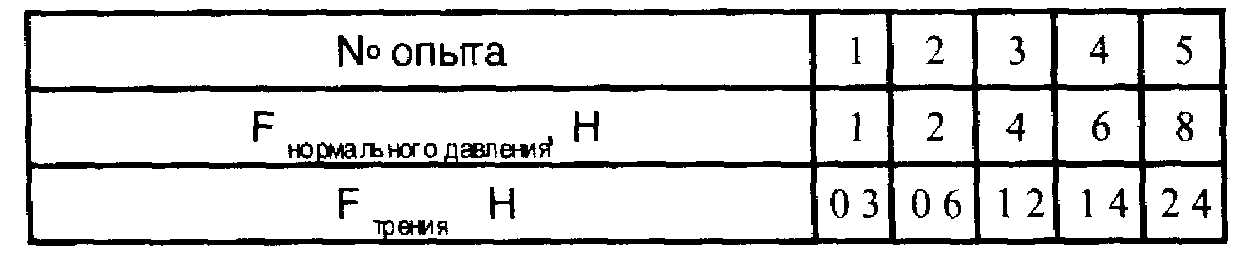 № опыта 1 2 3 4 5
F нормального давления, Н 1 2 4 6 8
F трения Н 0 3 0 6 1 2 1 4 2 4